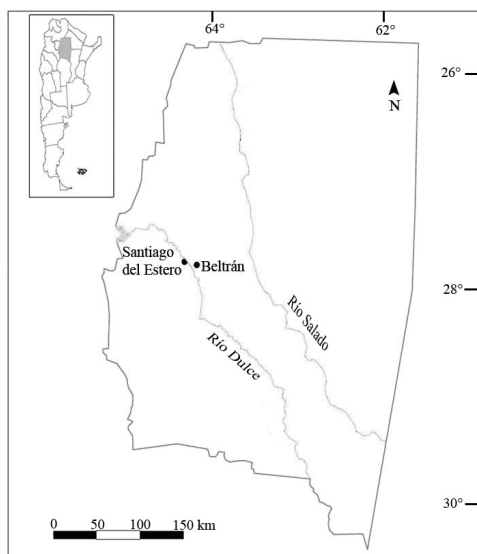 64°
62°
26°
N
Santiago
del Estero
Beltrán
28°
Río Salado
Río Dulce
30°
0 50 100 150 km